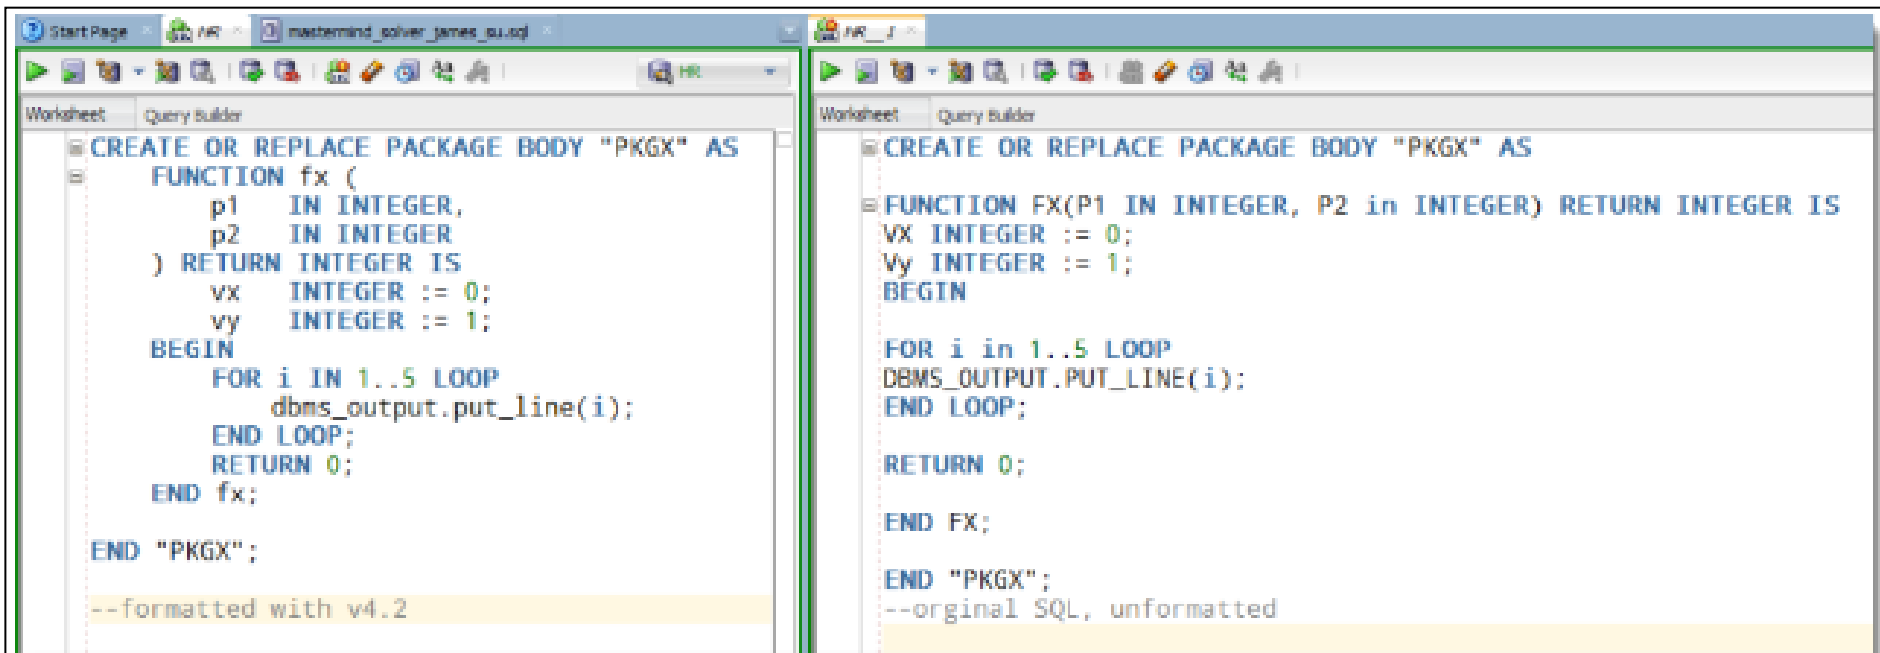 Start Page
HR
mastermind_solver_james_su.sql
HR
Worksheet Query Builder
CREATE OR REPLACE PACKAGE BODY "PKGX" AS
FUNCTION fx (
p1 IN INTEGER,
p2 IN INTEGER
) RETURN INTEGER IS
vx INTEGER := 0;
vy INTEGER := 1;
BEGIN
FOR i IN 1..5 LOOP
dbms_output.put_line(i);
END LOOP;
RETURN 0;
END fx;
END "PKGX";
--formatted with v4.2
HR__1
Worksheet Query Builder
CREATE OR REPLACE PACKAGE BODY "PKGX" AS
FUNCTION FX(P1 IN INTEGER, P2 in INTEGER) RETURN INTEGER IS
VX INTEGER := 0;
Vy INTEGER := 1;
BEGIN
FOR i in 1..5 LOOP
DBMS_OUTPUT.PUT_LINE(i);
END LOOP;
RETURN 0;
END FX;
END "PKGX";
--orginal SQL, unformatted